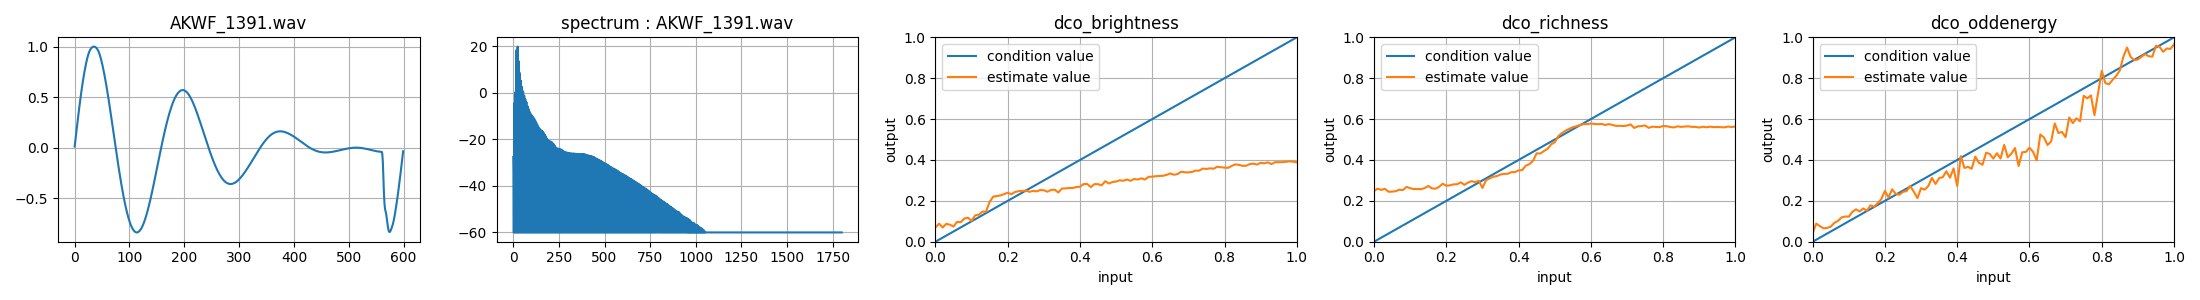 AKWF_1391.wav
1.0
0.5
0.0
−0.5
0 100 200 300 400 500 600
spectrum : AKWF_1391.wav
20
0
−20
−40
−60
0 250 500 750 1000 1250 1500 1750
dco_brightness
condition value
estimate value
output
1.0
0.8
0.6
0.4
0.2
0.0
0.0 0.2 0.4 0.6 0.8 1.0
input
dco_richness
condition value
estimate value
output
1.0
0.8
0.6
0.4
0.2
0.0
0.0 0.2 0.4 0.6 0.8 1.0
input
dco_oddenergy
condition value
estimate value
output
1.0
0.8
0.6
0.4
0.2
0.0
0.0 0.2 0.4 0.6 0.8 1.0
input